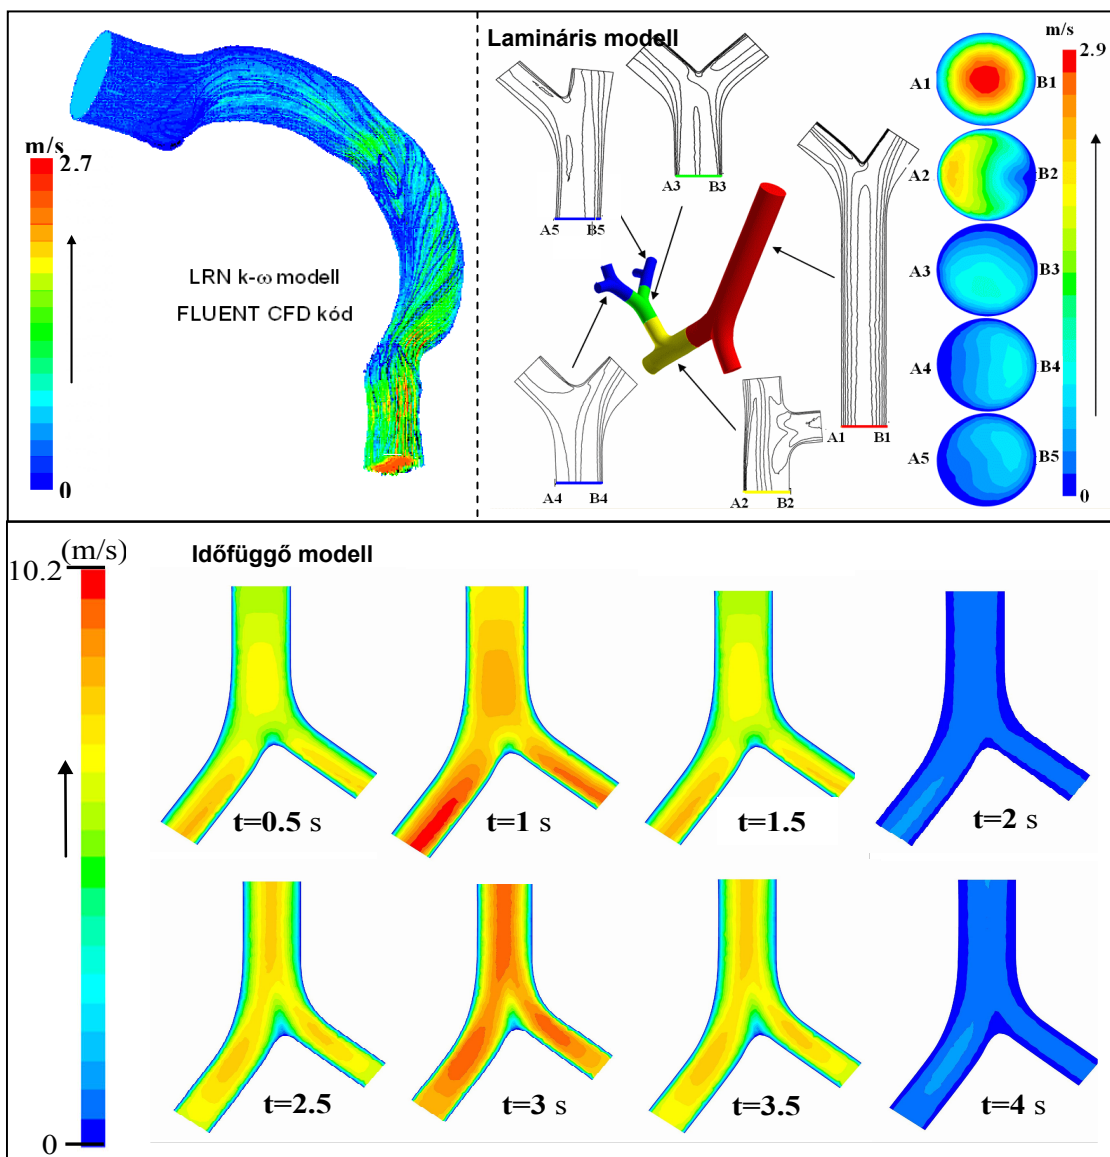 m/s
2.7
0
LRN k-ω modell
FLUENT CFD kód
Lamináris modell
A5 B5
A3 B3
A4 B4
A2 B2
A1 B1
m/s
2.9
A1 B1
A2 B2
A3 B3
A4 B4
A5 B5
0
(m/s)
10.2
0
Időfüggő modell
t=0.5 s
t=1 s
t=1.5
t=2 s
t=2.5
t=3 s
t=3.5
t=4 s